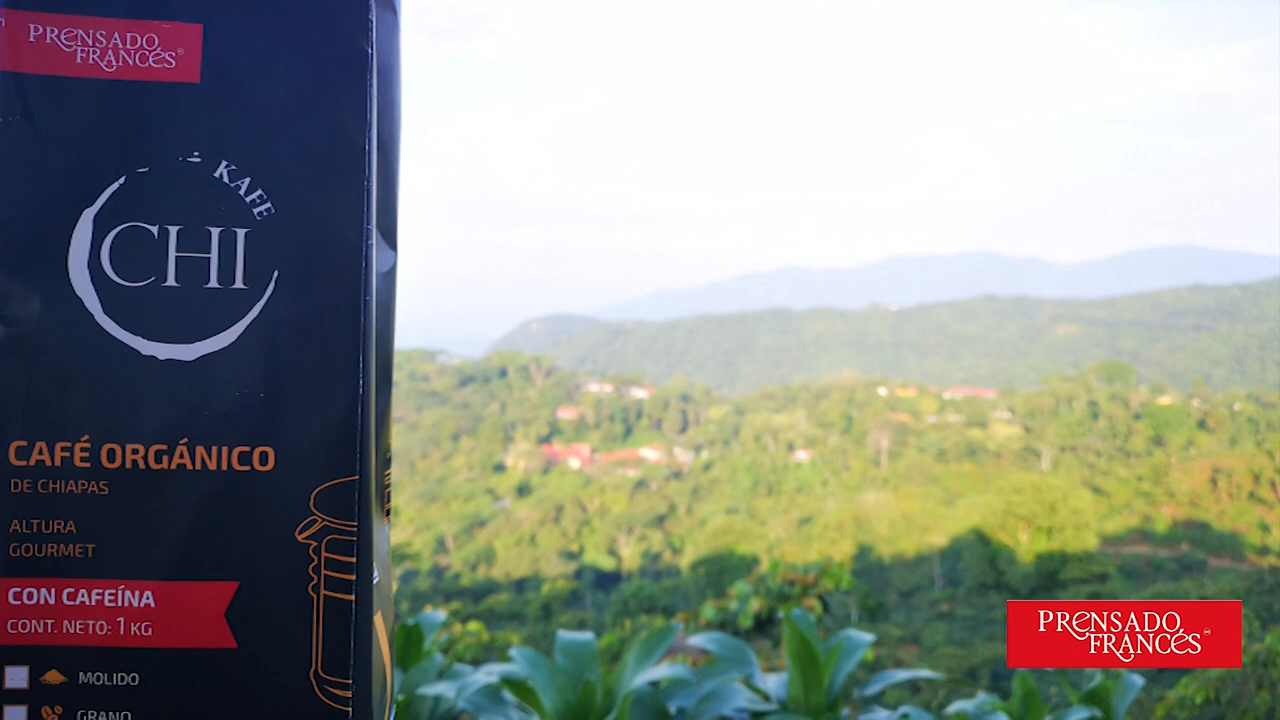 PRENSADO
FRANCÉS
KAFE
CHI
CAFÉ ORGÁNICO
DE CHIAPAS
ALTURA
GOURMET
CON CAFEÍNA
CONT. NETO: 1 KG
MOLIDO
GRANO
PRENSADO
FRANCÉS